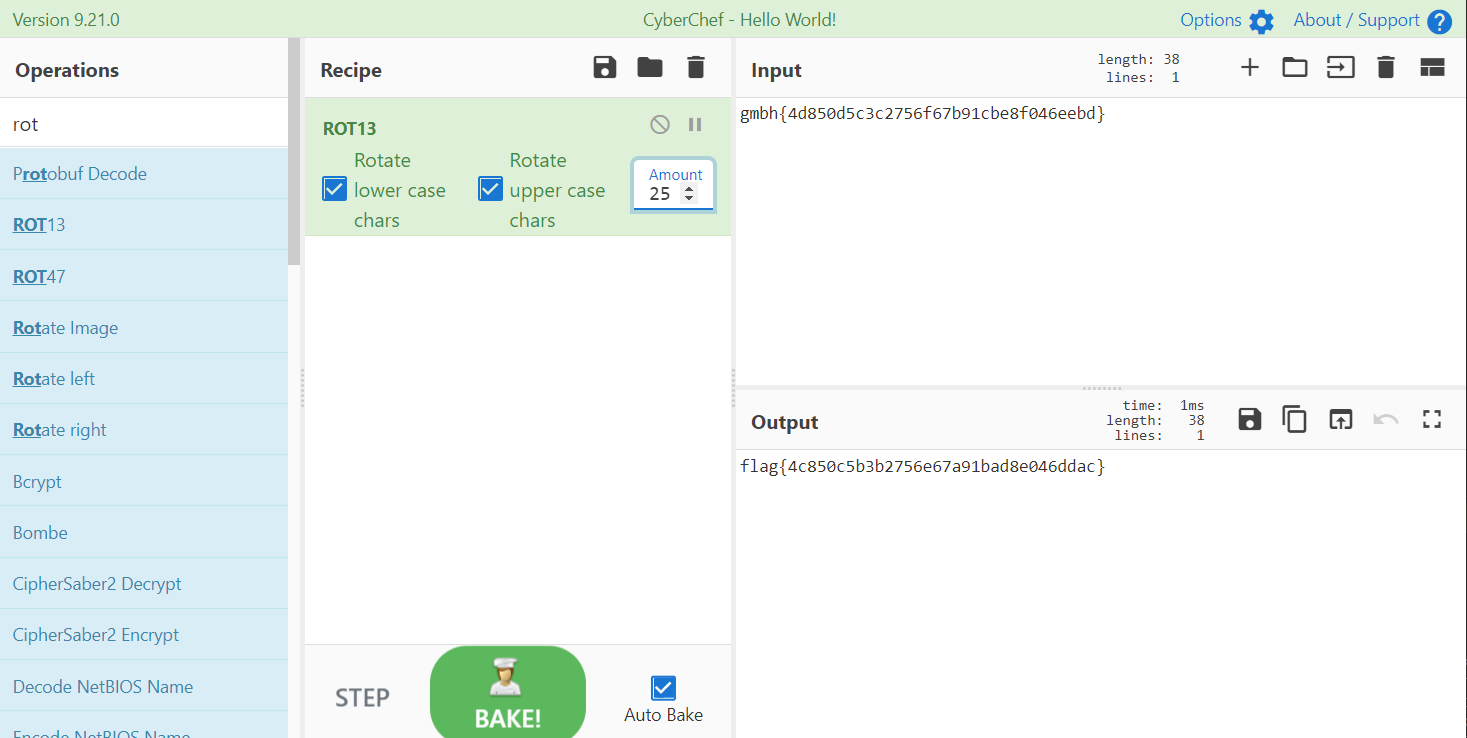 Version 9.21.0
CyberChef - Hello World!
Options
About / Support
?
Operations
rot
Protobuf Decode
ROT13
ROT47
Rotate Image
Rotate left
Rotate right
Bcrypt
Bombe
CipherSaber2 Decrypt
CipherSaber2 Encrypt
Decode NetBIOS Name
Encode NetBIOS Name
Recipe
ROT13
Rotate
lower case
chars
Rotate
upper case
chars
Amount
25
STEP
BAKE!
Auto Bake
Input
length: 38
lines: 1
gmbh{4d850d5c3c2756f67b91cbe8f046eebd}
Output
time: 1ms
length: 38
lines: 1
flag{4c850c5b3b2756e67a91bad8e046ddac}